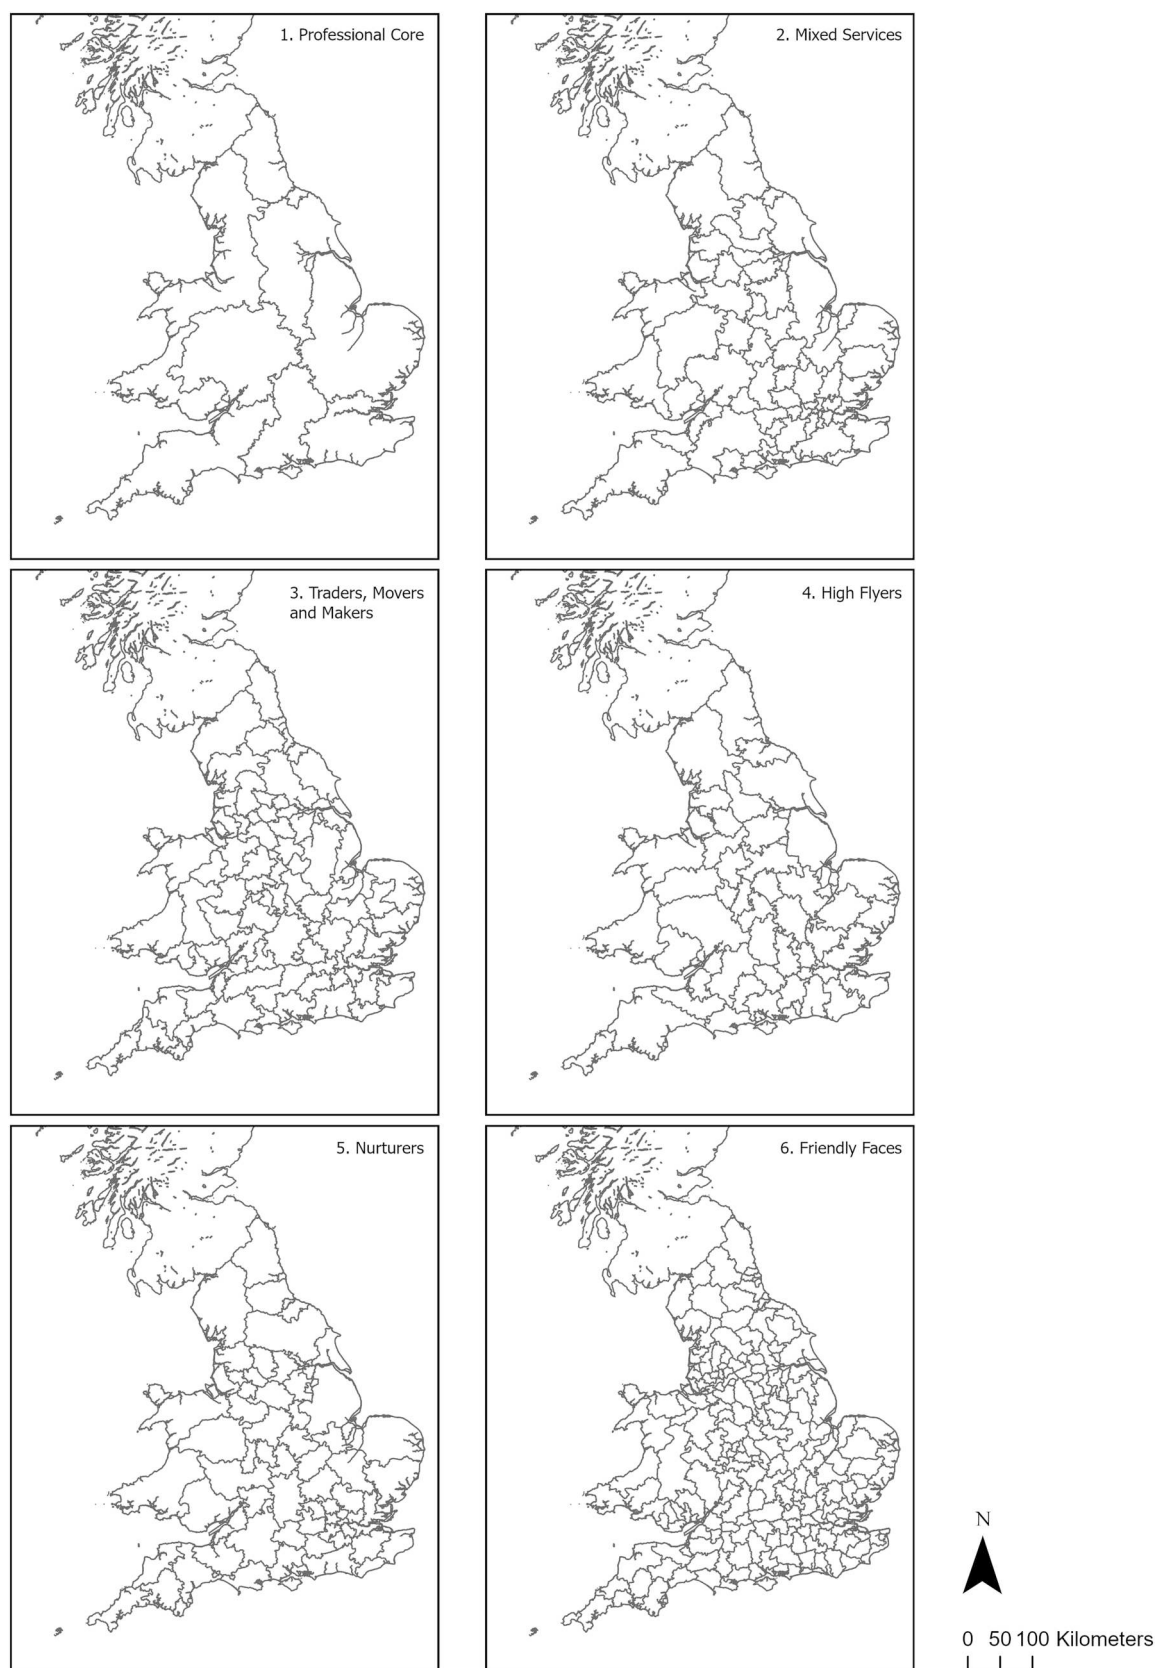 1. Professional Core
2. Mixed Services
3. Traders, Movers
and Makers
4. High Flyers
5. Nurturers
6. Friendly Faces
N
0 50 100 Kilometers